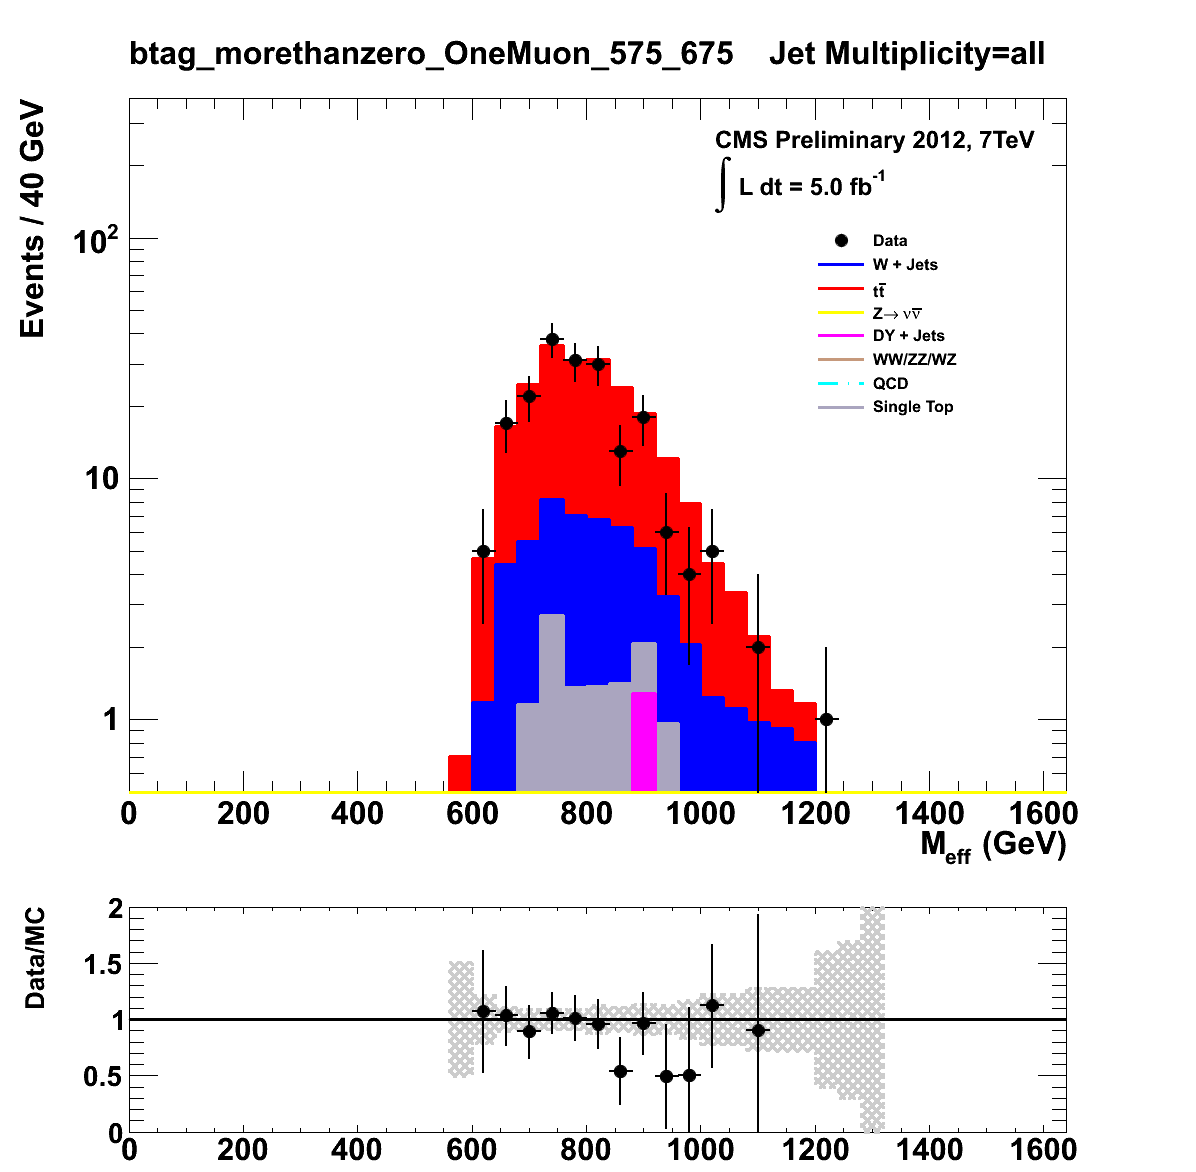 btag_morethanzero_OneMuon_575_675 Jet Multiplicity=all
Events / 40 GeV
CMS Preliminary 2012, 7TeV
∫ L dt = 5.0 fb⁻¹
Data
W + Jets
tt̅
Z→ νν̅
DY + Jets
WW/ZZ/WZ
QCD
Single Top
10²
10
1
0 200 400 600 800 1000 1200 1400 1600
M_eff (GeV)
Data/MC
2
1.5
1
0.5
0
0 200 400 600 800 1000 1200 1400 1600